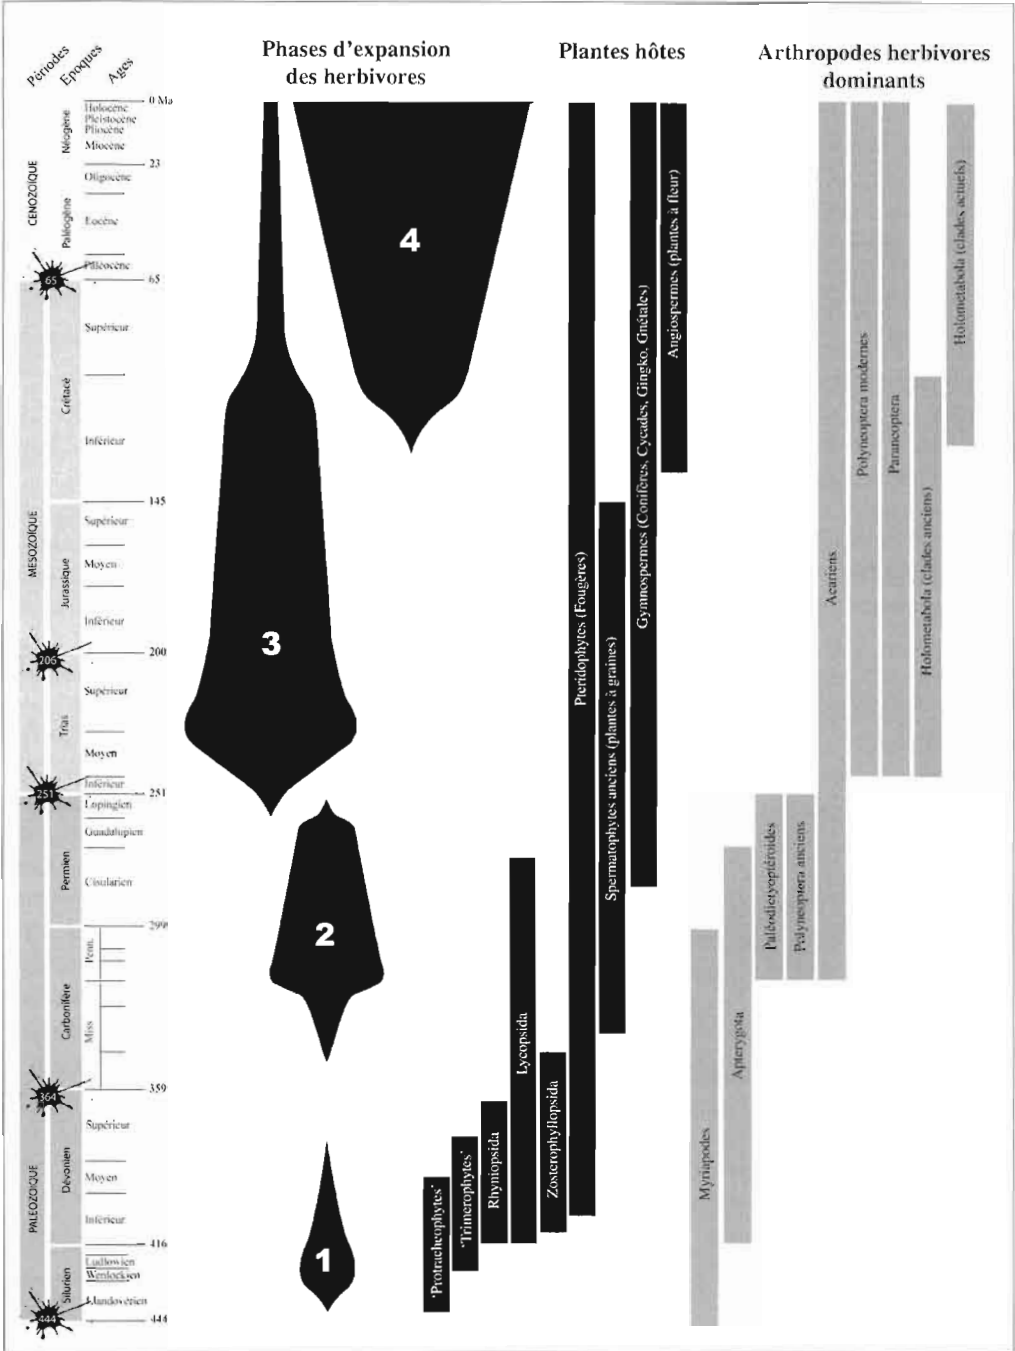 Périodes
Epoques
Ages
Phases d'expansion
des herbivores
Plantes hôtes
Arthropodes herbivores
dominants
0 Ma
Holocène
Pleistocène
Pliocène
Miocène
23
Oligocène
Eocène
Paléocène
65
65
Néogène
Paléogène
CENOZOÏQUE
Supérieur
Inférieur
Crétacé
145
Supérieur
Moyen
Inférieur
Jurassique
MESOZOÏQUE
200
206
Supérieur
Moyen
Inférieur
Trias
251
251
Lopingien
Guadalupien
Cisularien
Permien
299
Penn.
Miss
Carbonifère
359
364
Supérieur
Moyen
Inférieur
Dévonien
PALEOZOIQUE
416
Ludlowien
Wenlockien
Llandovérien
Silurien
444
444
4
3
2
1
'Protracheophytes'
'Trimerophytes'
Rhyniopsida
Lycopsida
Zosterophyllopsida
Pteridophytes (Fougères)
Spermatophytes anciens (plantes à graines)
Gymnospermes (Conifères, Cycades, Gingko, Gnétales)
Angiospermes (plantes à fleur)
Myriapodes
Apterygota
Paléodictyoptéroides
Polyneoptera anciens
Acariens
Polyneoptera modernes
Paraneoptera
Holometabola (clades anciens)
Holometabola (clades actuels)